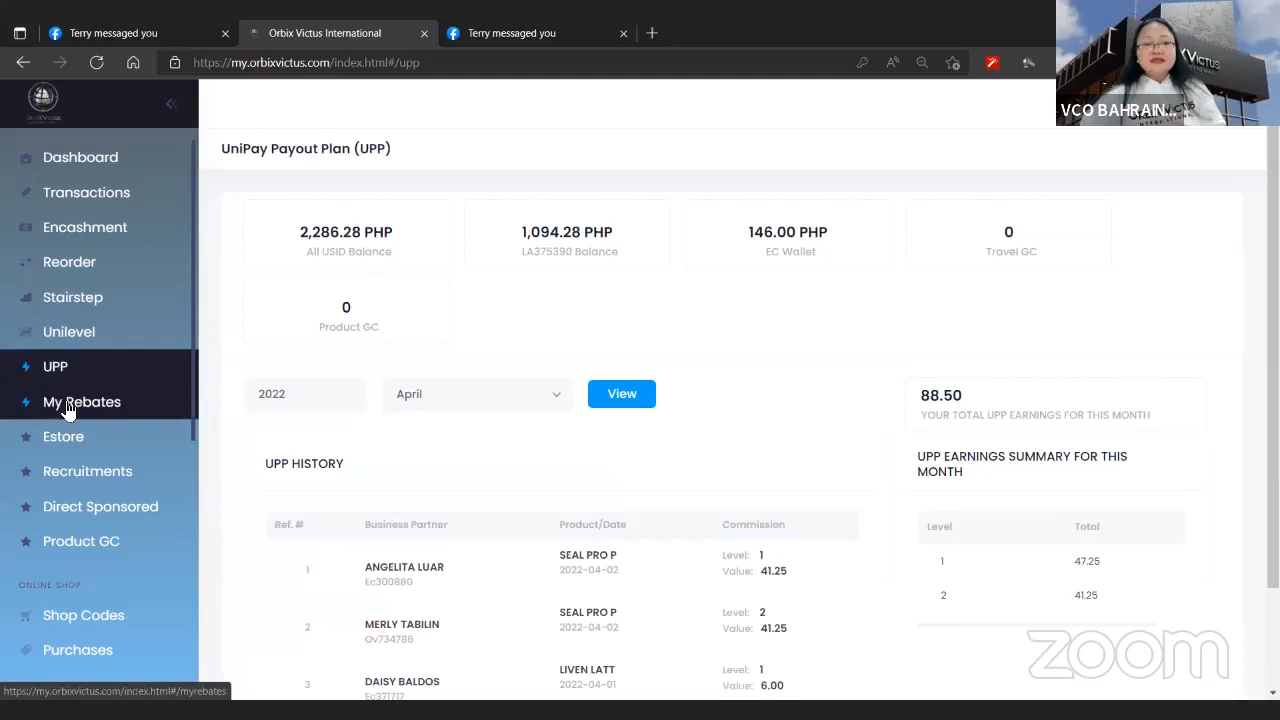 Terry messaged you
Orbix Victus International
Terry messaged you
https://my.orbixvictus.com/index.html#/upp
VCO BAHRAIN...
Dashboard
Transactions
Encashment
Reorder
Stairstep
Unilevel
UPP
My Rebates
Estore
Recruitments
Direct Sponsored
Product GC
ONLINE SHOP
Shop Codes
Purchases
https://my.orbixvictus.com/index.html#/myrebates
UniPay Payout Plan (UPP)
2,286.28 PHP
All USID Balance
1,094.28 PHP
LA375390 Balance
146.00 PHP
EC Wallet
0
Travel GC
0
Product GC
2022
April
View
88.50
YOUR TOTAL UPP EARNINGS FOR THIS MONTH
UPP HISTORY
Ref. # Business Partner Product/Date Commission
1 ANGELITA LUAR SEAL PRO P Level: 1
Ec300880 2022-04-02 Value: 41.25
2 MERLY TABILIN SEAL PRO P Level: 2
Ov734786 2022-04-02 Value: 41.25
3 DAISY BALDOS LIVEN LATT Level: 1
Ec371717 2022-04-01 Value: 6.00
UPP EARNINGS SUMMARY FOR THIS
MONTH
Level Total
1 47.25
2 41.25
zoom